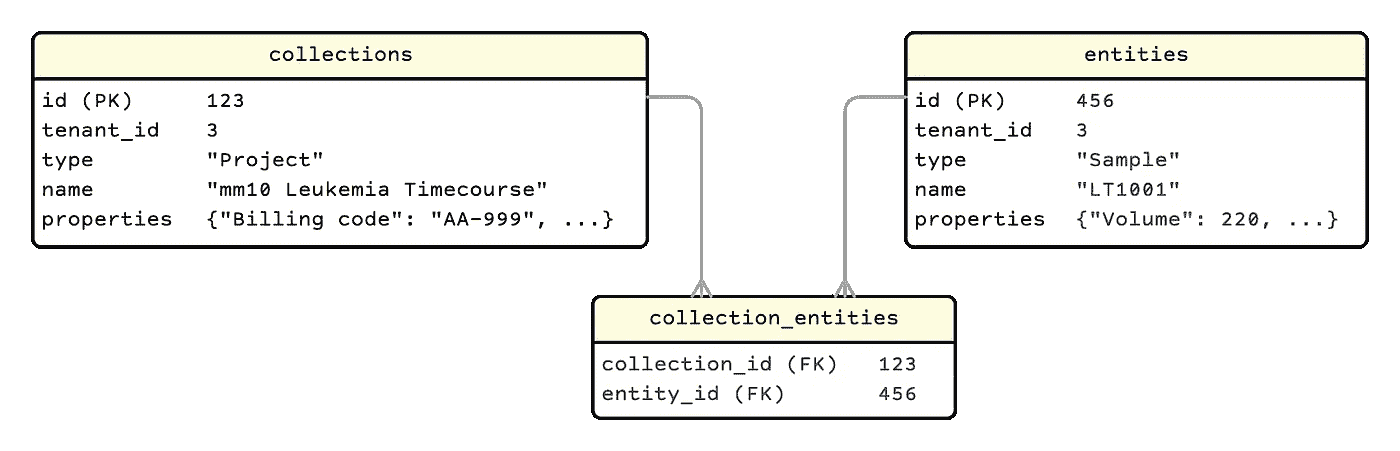 collections
id (PK) 123
tenant_id 3
type "Project"
name "mm10 Leukemia Timecourse"
properties {"Billing code": "AA-999", ...}
entities
id (PK) 456
tenant_id 3
type "Sample"
name "LT1001"
properties {"Volume": 220, ...}
collection_entities
collection_id (FK) 123
entity_id (FK) 456